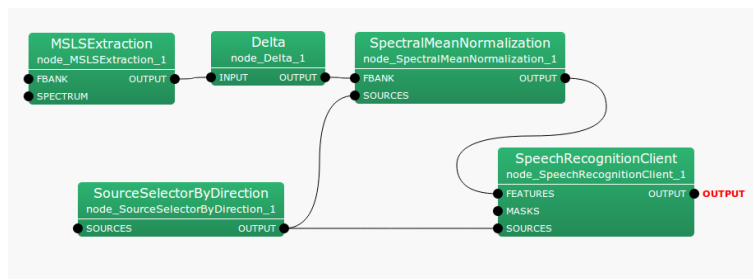 MSLSExtraction
node_MSLSExtraction_1
FBANK OUTPUT
SPECTRUM
Delta
node_Delta_1
INPUT OUTPUT
SpectralMeanNormalization
node_SpectralMeanNormalization_1
FBANK OUTPUT
SOURCES
SourceSelectorByDirection
node_SourceSelectorByDirection_1
SOURCES OUTPUT
SpeechRecognitionClient
node_SpeechRecognitionClient_1
FEATURES OUTPUT OUTPUT
MASKS
SOURCES